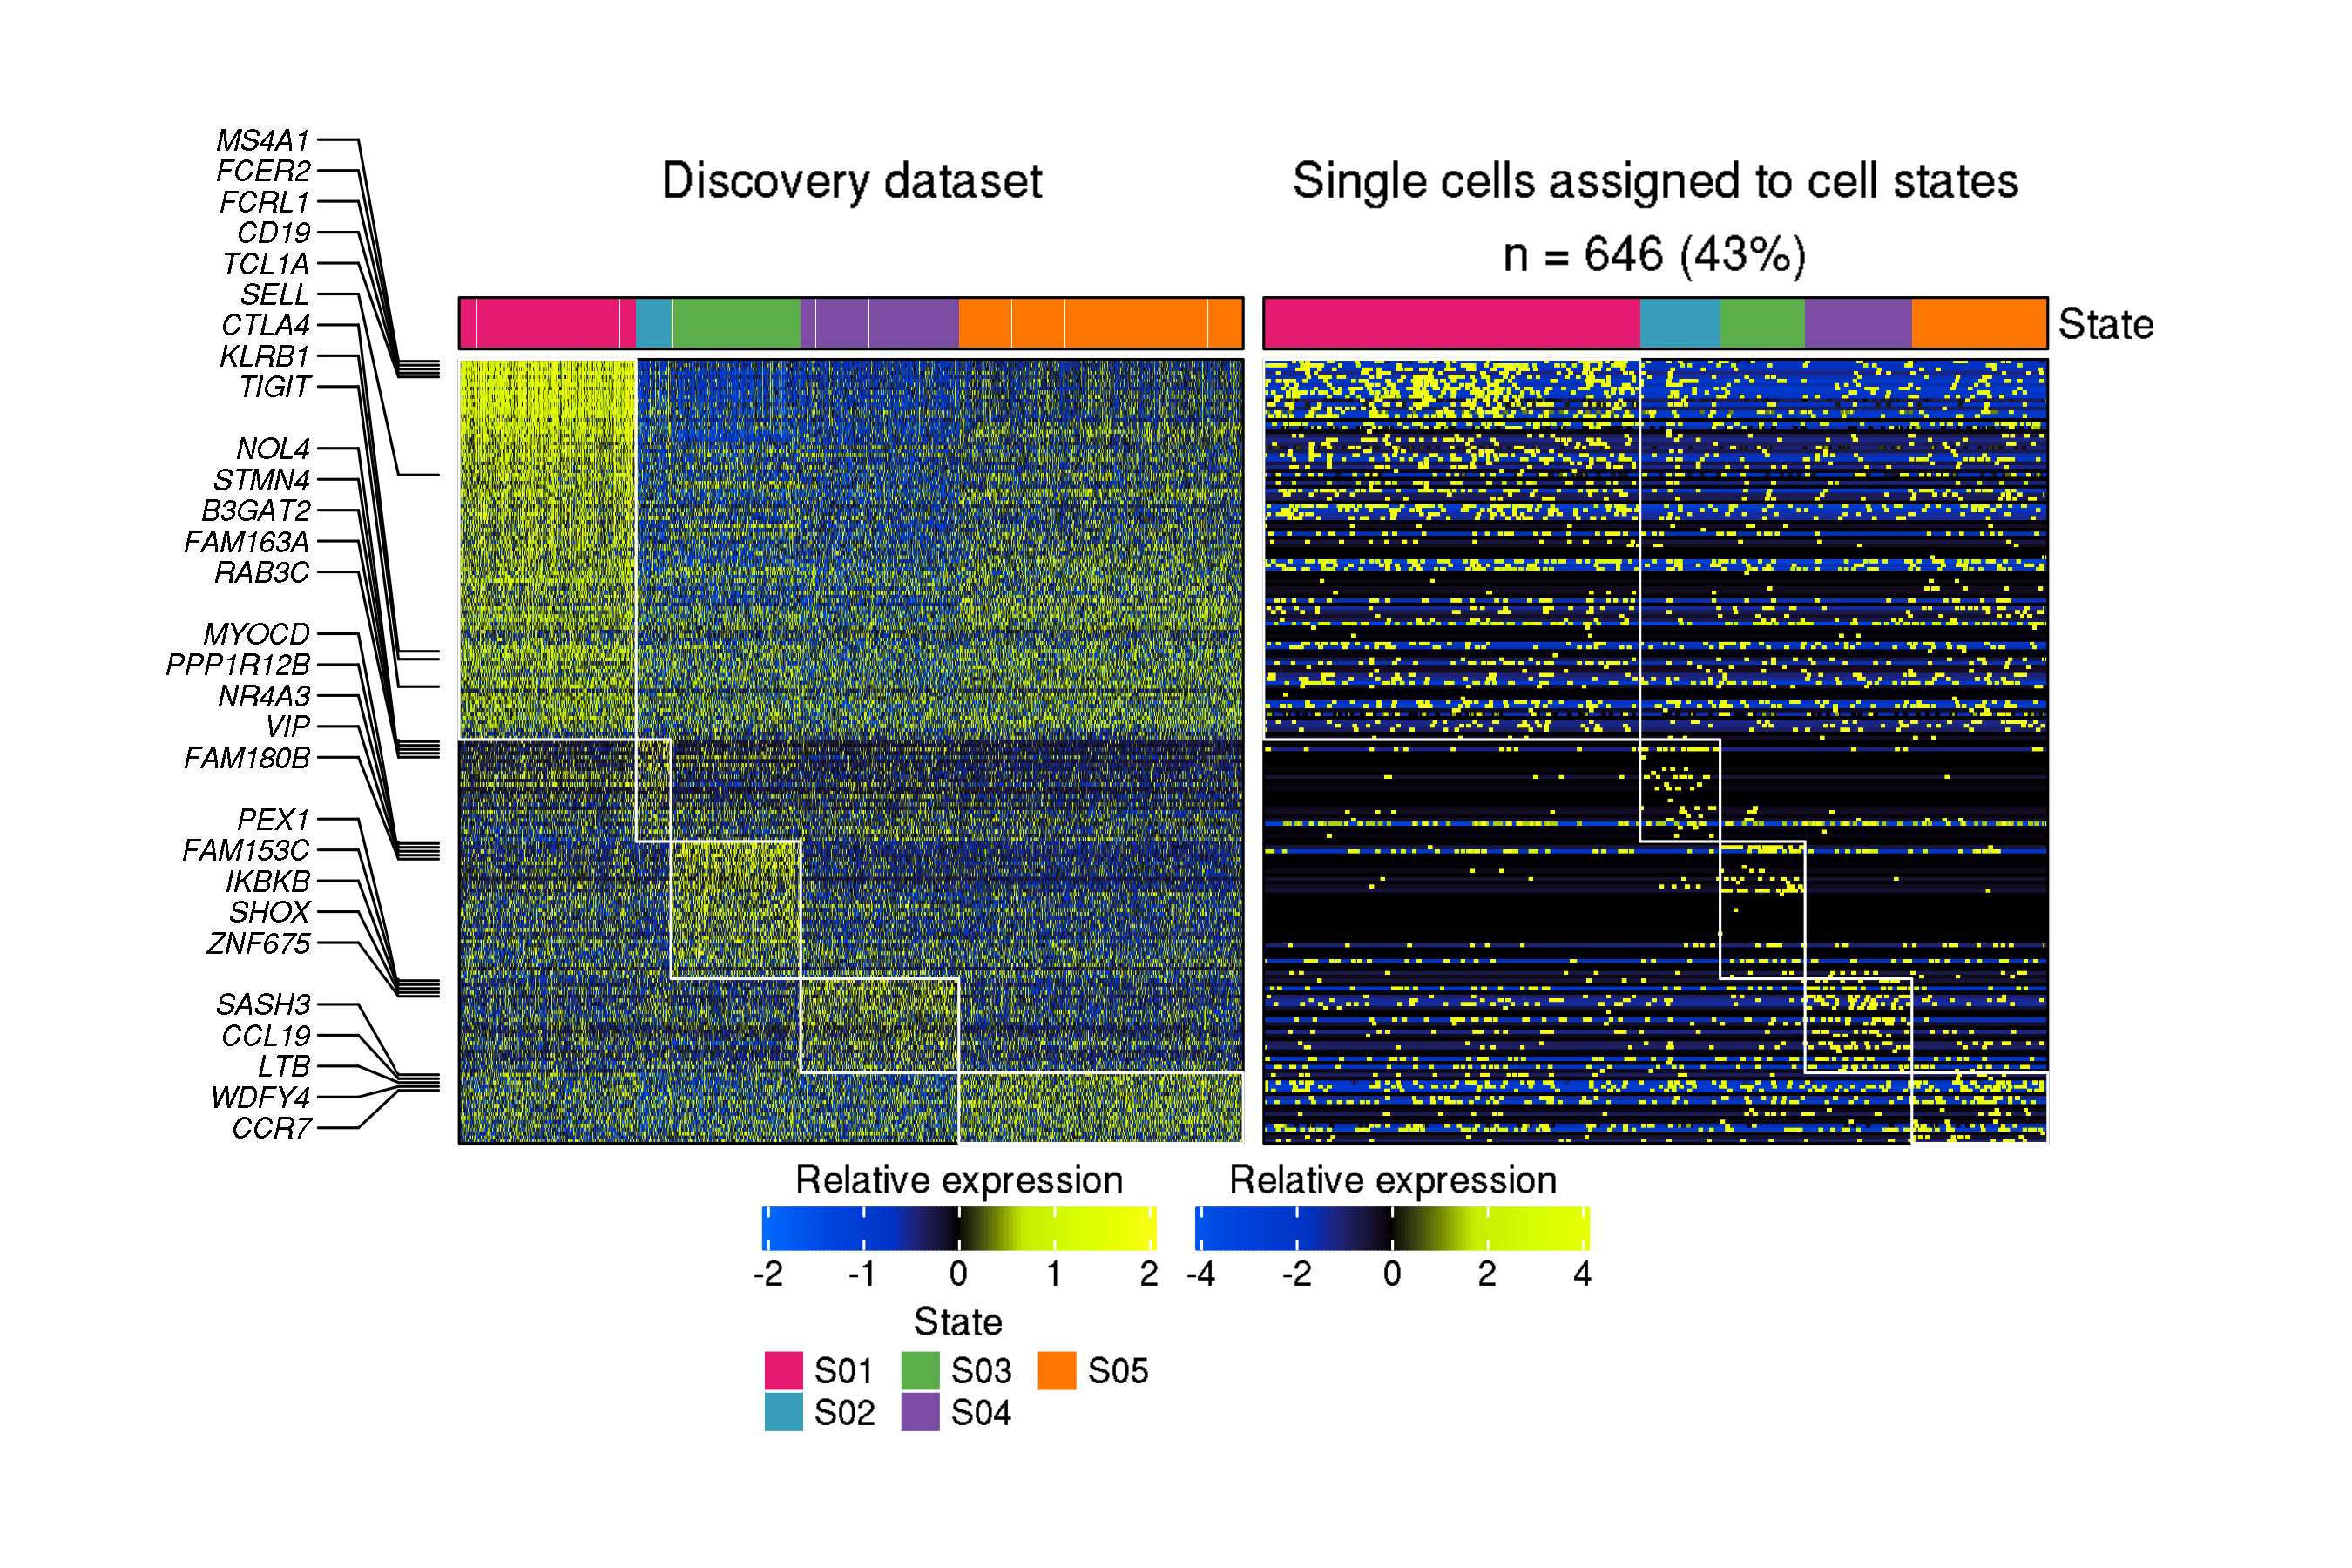 Discovery dataset
Single cells assigned to cell states
n = 646 (43%)
State
MS4A1
FCER2
FCRL1
CD19
TCL1A
SELL
CTLA4
KLRB1
TIGIT
NOL4
STMN4
B3GAT2
FAM163A
RAB3C
MYOCD
PPP1R12B
NR4A3
VIP
FAM180B
PEX1
FAM153C
IKBKB
SHOX
ZNF675
SASH3
CCL19
LTB
WDFY4
CCR7
Relative expression
-2 -1 0 1 2
Relative expression
-4 -2 0 2 4
State
S01 S03 S05
S02 S04